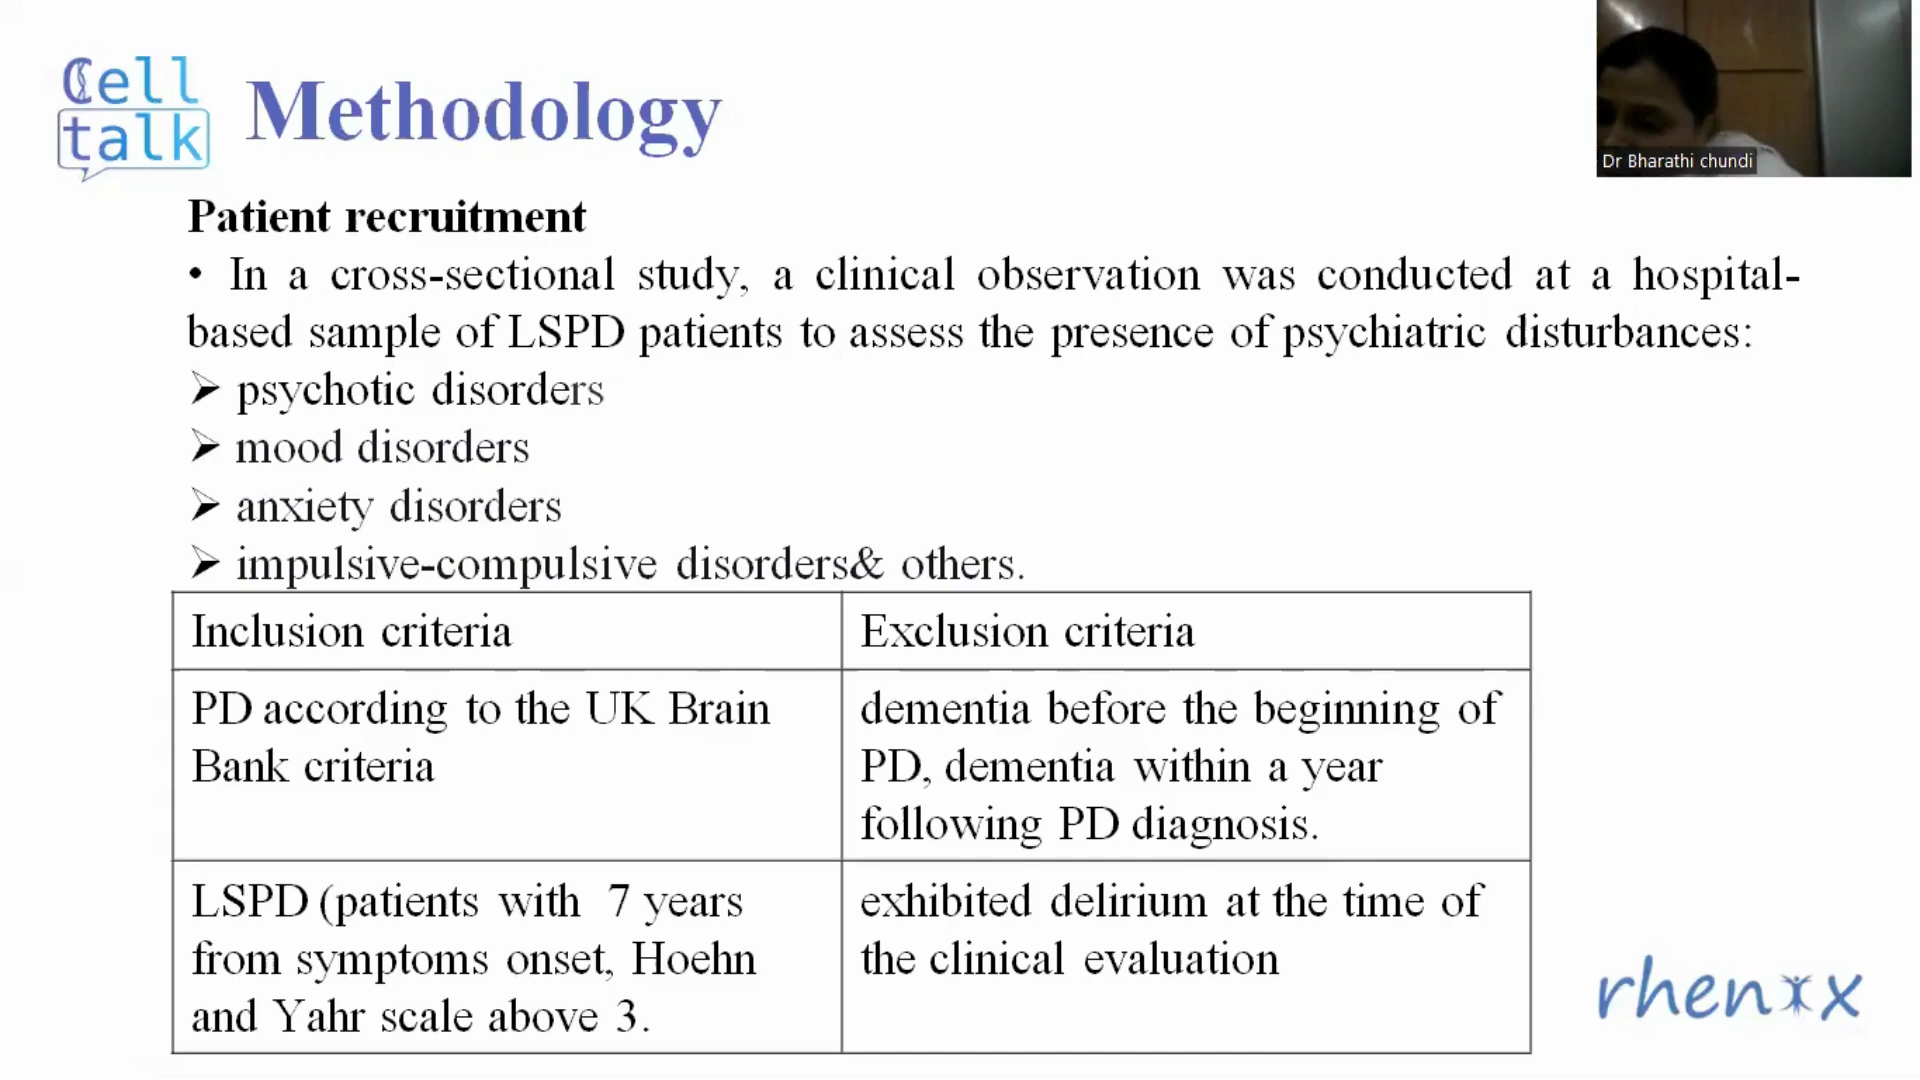 Cell
talk
Methodology
Dr Bharathi chundi
Patient recruitment
• In a cross-sectional study, a clinical observation was conducted at a hospital-
based sample of LSPD patients to assess the presence of psychiatric disturbances:
➢ psychotic disorders
➢ mood disorders
➢ anxiety disorders
➢ impulsive-compulsive disorders& others.
Inclusion criteria
Exclusion criteria
PD according to the UK Brain
Bank criteria
dementia before the beginning of
PD, dementia within a year
following PD diagnosis.
LSPD (patients with 7 years
from symptoms onset, Hoehn
and Yahr scale above 3.
exhibited delirium at the time of
the clinical evaluation
rhenix